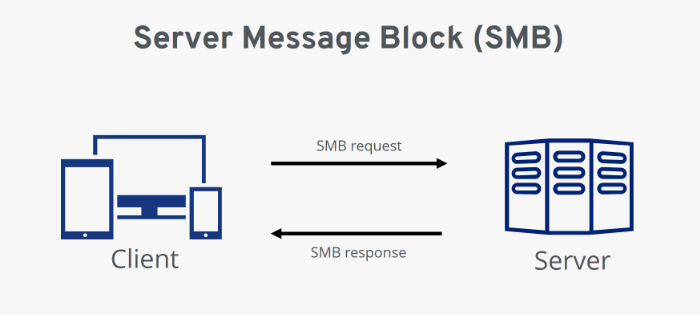 Server Message Block (SMB)
SMB request
SMB response
Client
Server